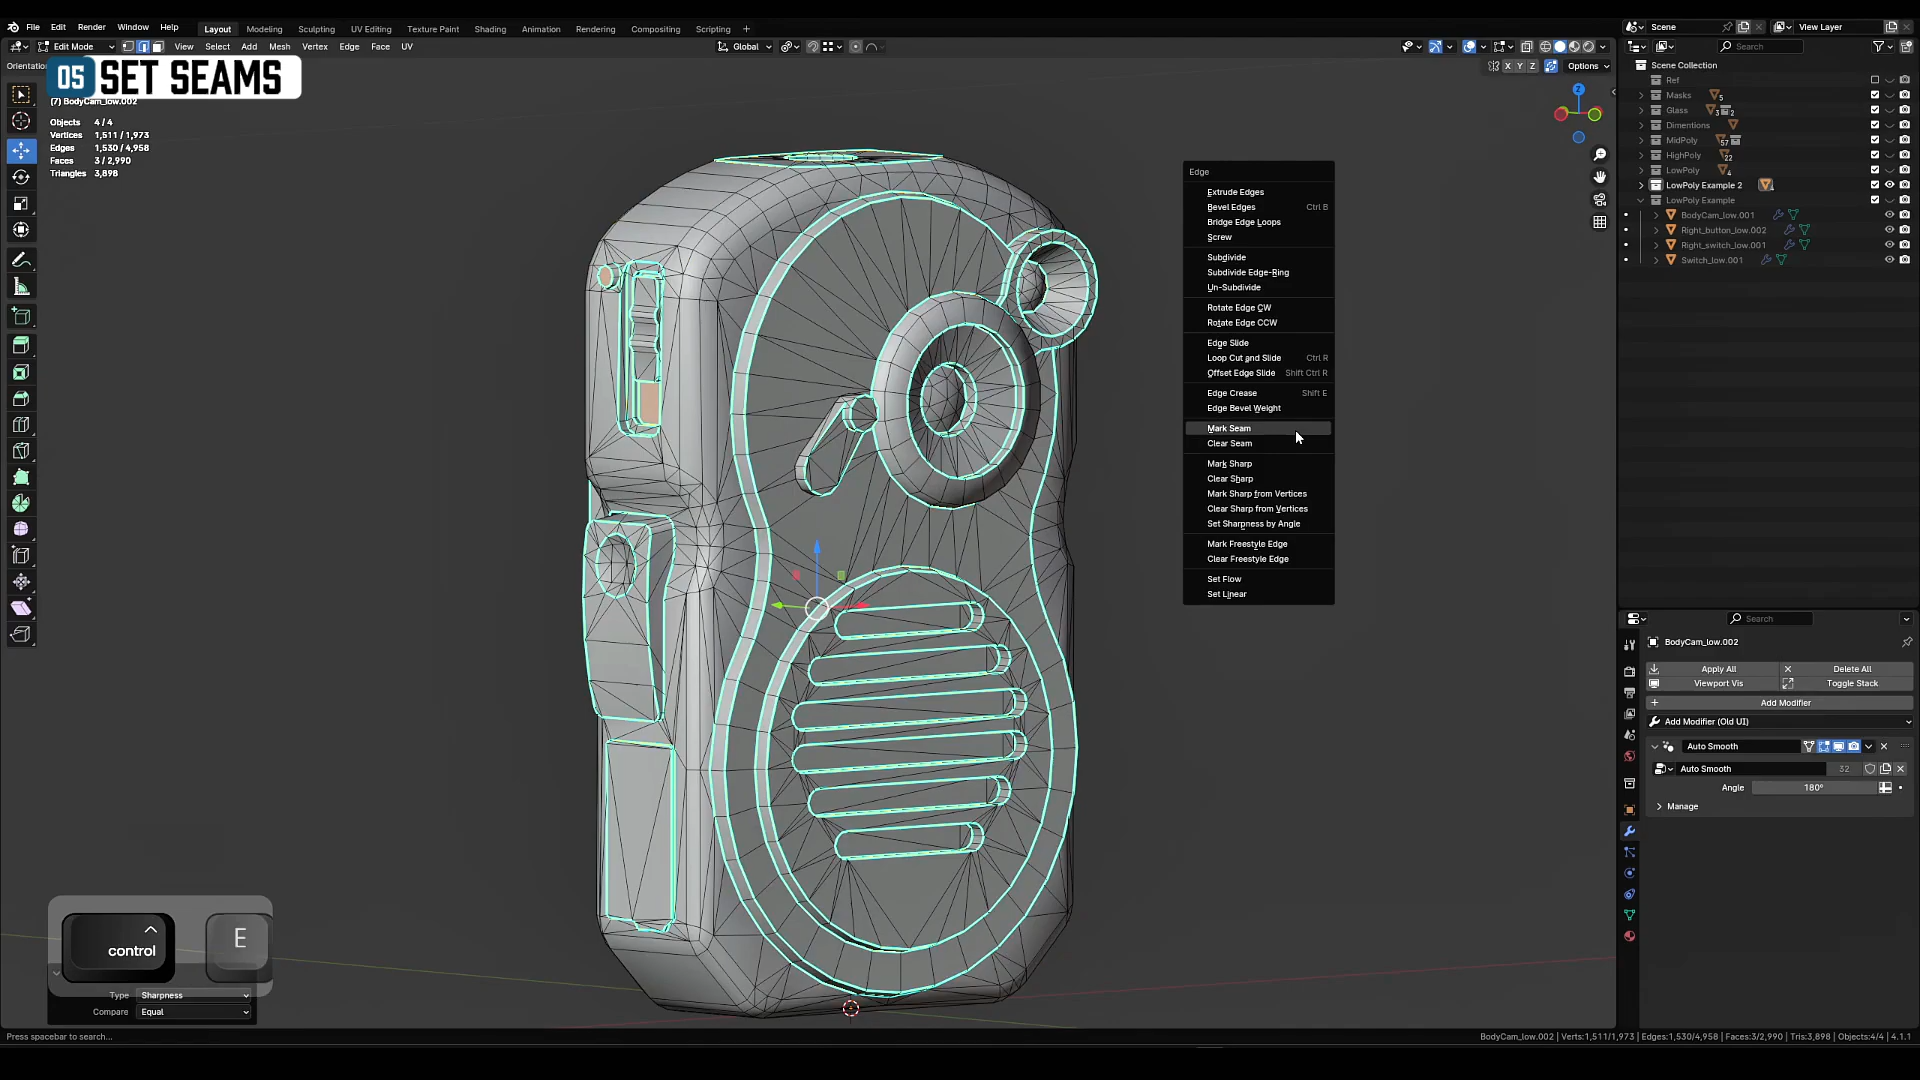 File Edit Render Window Help Layout Modeling Sculpting UV Editing Texture Paint Shading Animation Rendering Compositing Scripting + Scene View Layer
Edit Mode View Select Add Mesh Vertex Edge Face UV Global Search
Orientation X Y Z Options
05 SET SEAMS
(7) BodyCam_low.002
Objects 4 / 4
Vertices 1,511 / 1,973
Edges 1,530 / 4,958
Faces 3 / 2,990
Triangles 3,898
Z
Edge
Extrude Edges
Bevel Edges Ctrl B
Bridge Edge Loops
Screw
Subdivide
Subdivide Edge-Ring
Un-Subdivide
Rotate Edge CW
Rotate Edge CCW
Edge Slide
Loop Cut and Slide Ctrl R
Offset Edge Slide Shift Ctrl R
Edge Crease Shift E
Edge Bevel Weight
Mark Seam
Clear Seam
Mark Sharp
Clear Sharp
Mark Sharp from Vertices
Clear Sharp from Vertices
Set Sharpness by Angle
Mark Freestyle Edge
Clear Freestyle Edge
Set Flow
Set Linear
Scene Collection
Ref
Masks 5
Glass 3 2
Dimentions
MidPoly 57
HighPoly 22
LowPoly 4
LowPoly Example 2
LowPoly Example
BodyCam_low.001
Right_button_low.002
Right_switch_low.001
Switch_low.001
Search
BodyCam_low.002
Apply All Delete All
Viewport Vis Toggle Stack
Add Modifier
Add Modifier (Old UI)
Auto Smooth
Auto Smooth 32
Angle 180°
Manage
control
E
Type Sharpness
Compare Equal
Press spacebar to search...
BodyCam_low.002 | Verts:1,511/1,973 | Edges:1,530/4,958 | Faces:3/2,990 | Tris:3,898 | Objects:4/4 | 4.1.1